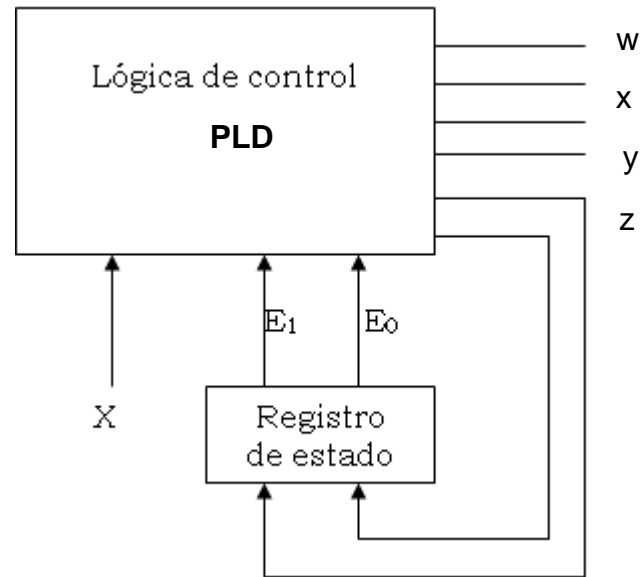 w
Lógica de control
x
PLD
y
z
E₁ E₀
X
Registro
de estado